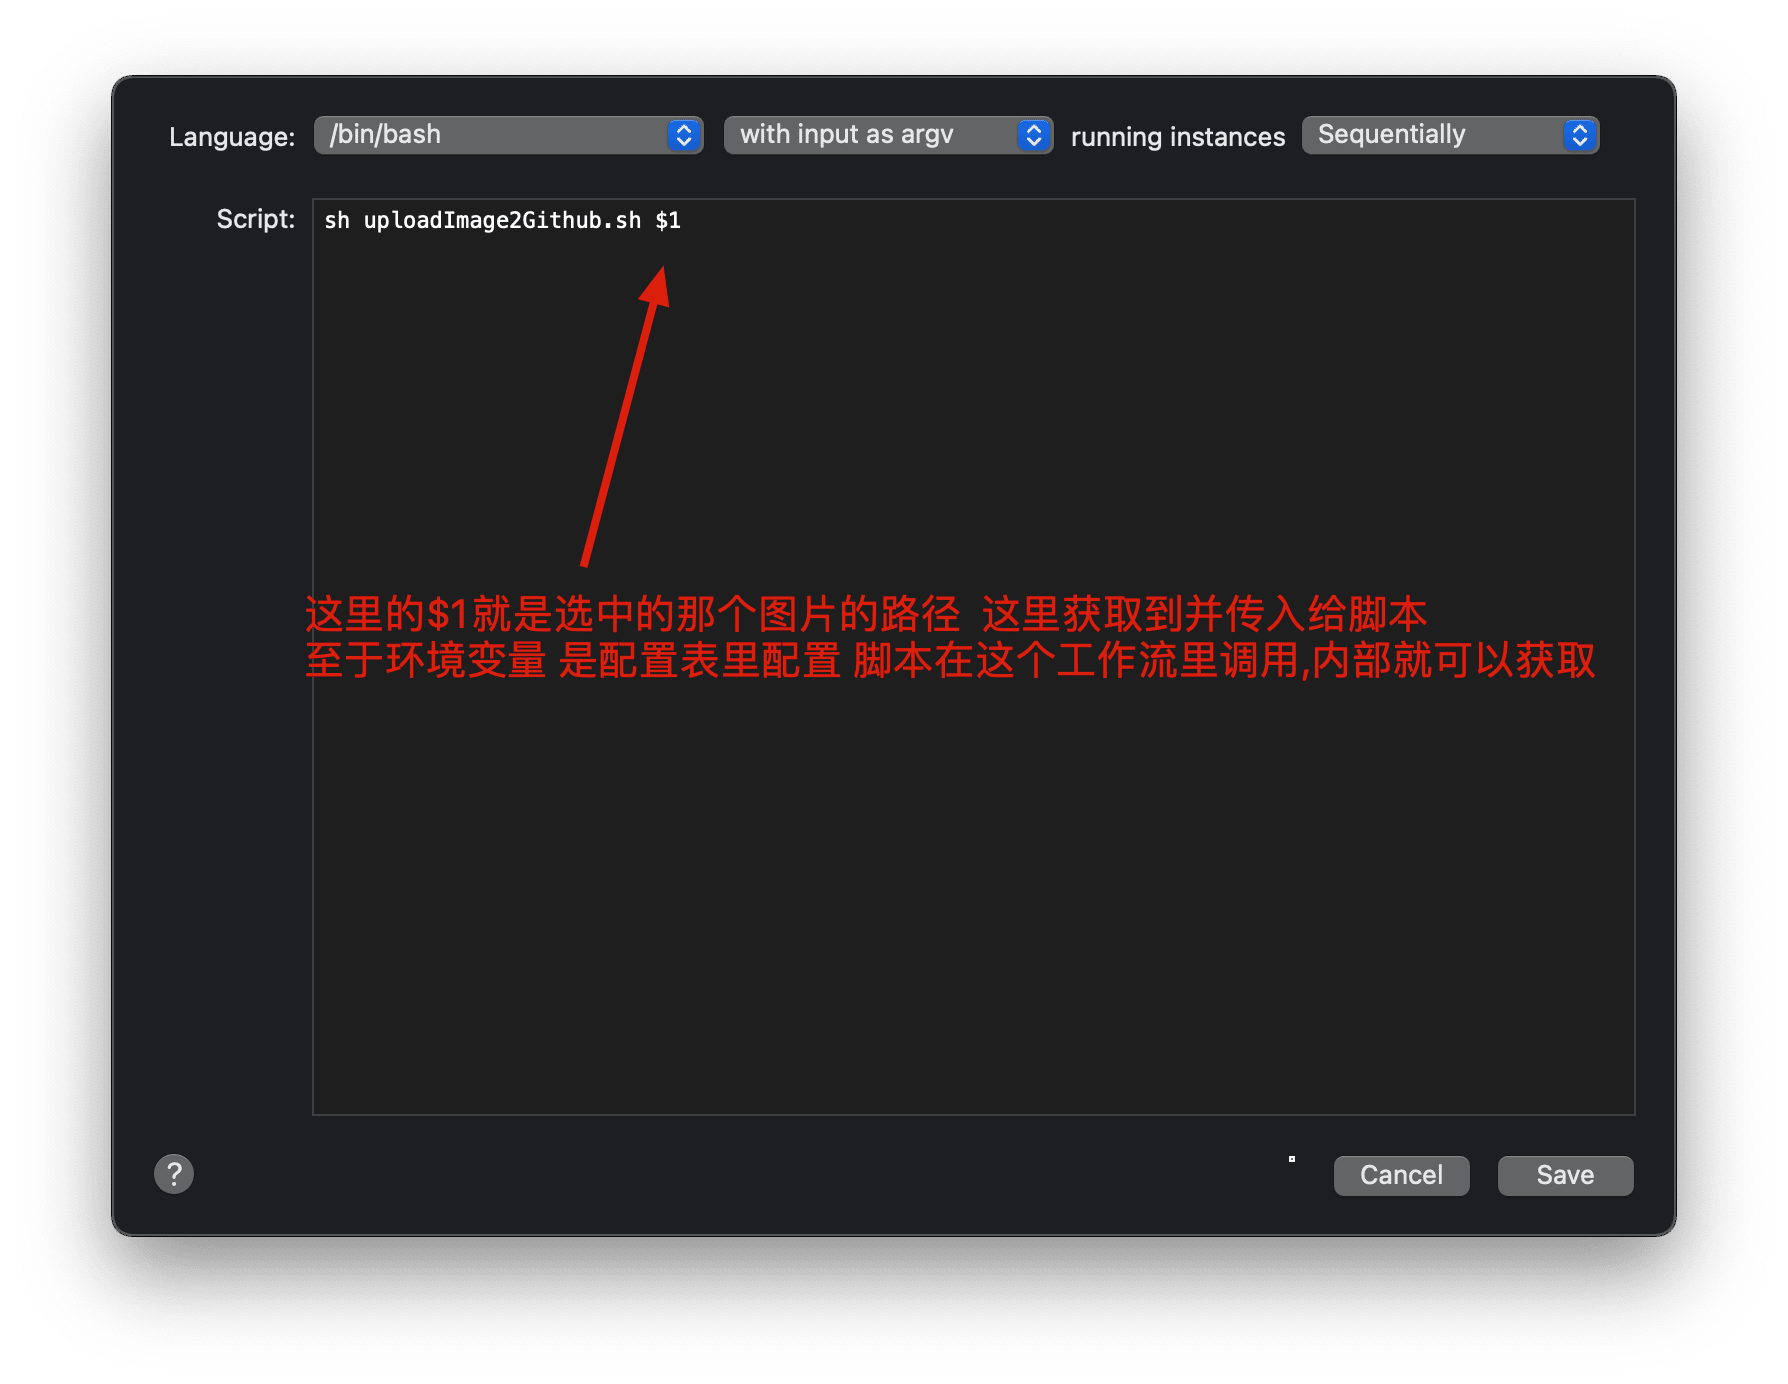 Language: /bin/bash with input as argv running instances Sequentially
Script: sh uploadImage2Github.sh $1
这里的$1就是选中的那个图片的路径 这里获取到并传入给脚本
至于环境变量 是配置表里配置 脚本在这个工作流里调用,内部就可以获取
? Cancel Save